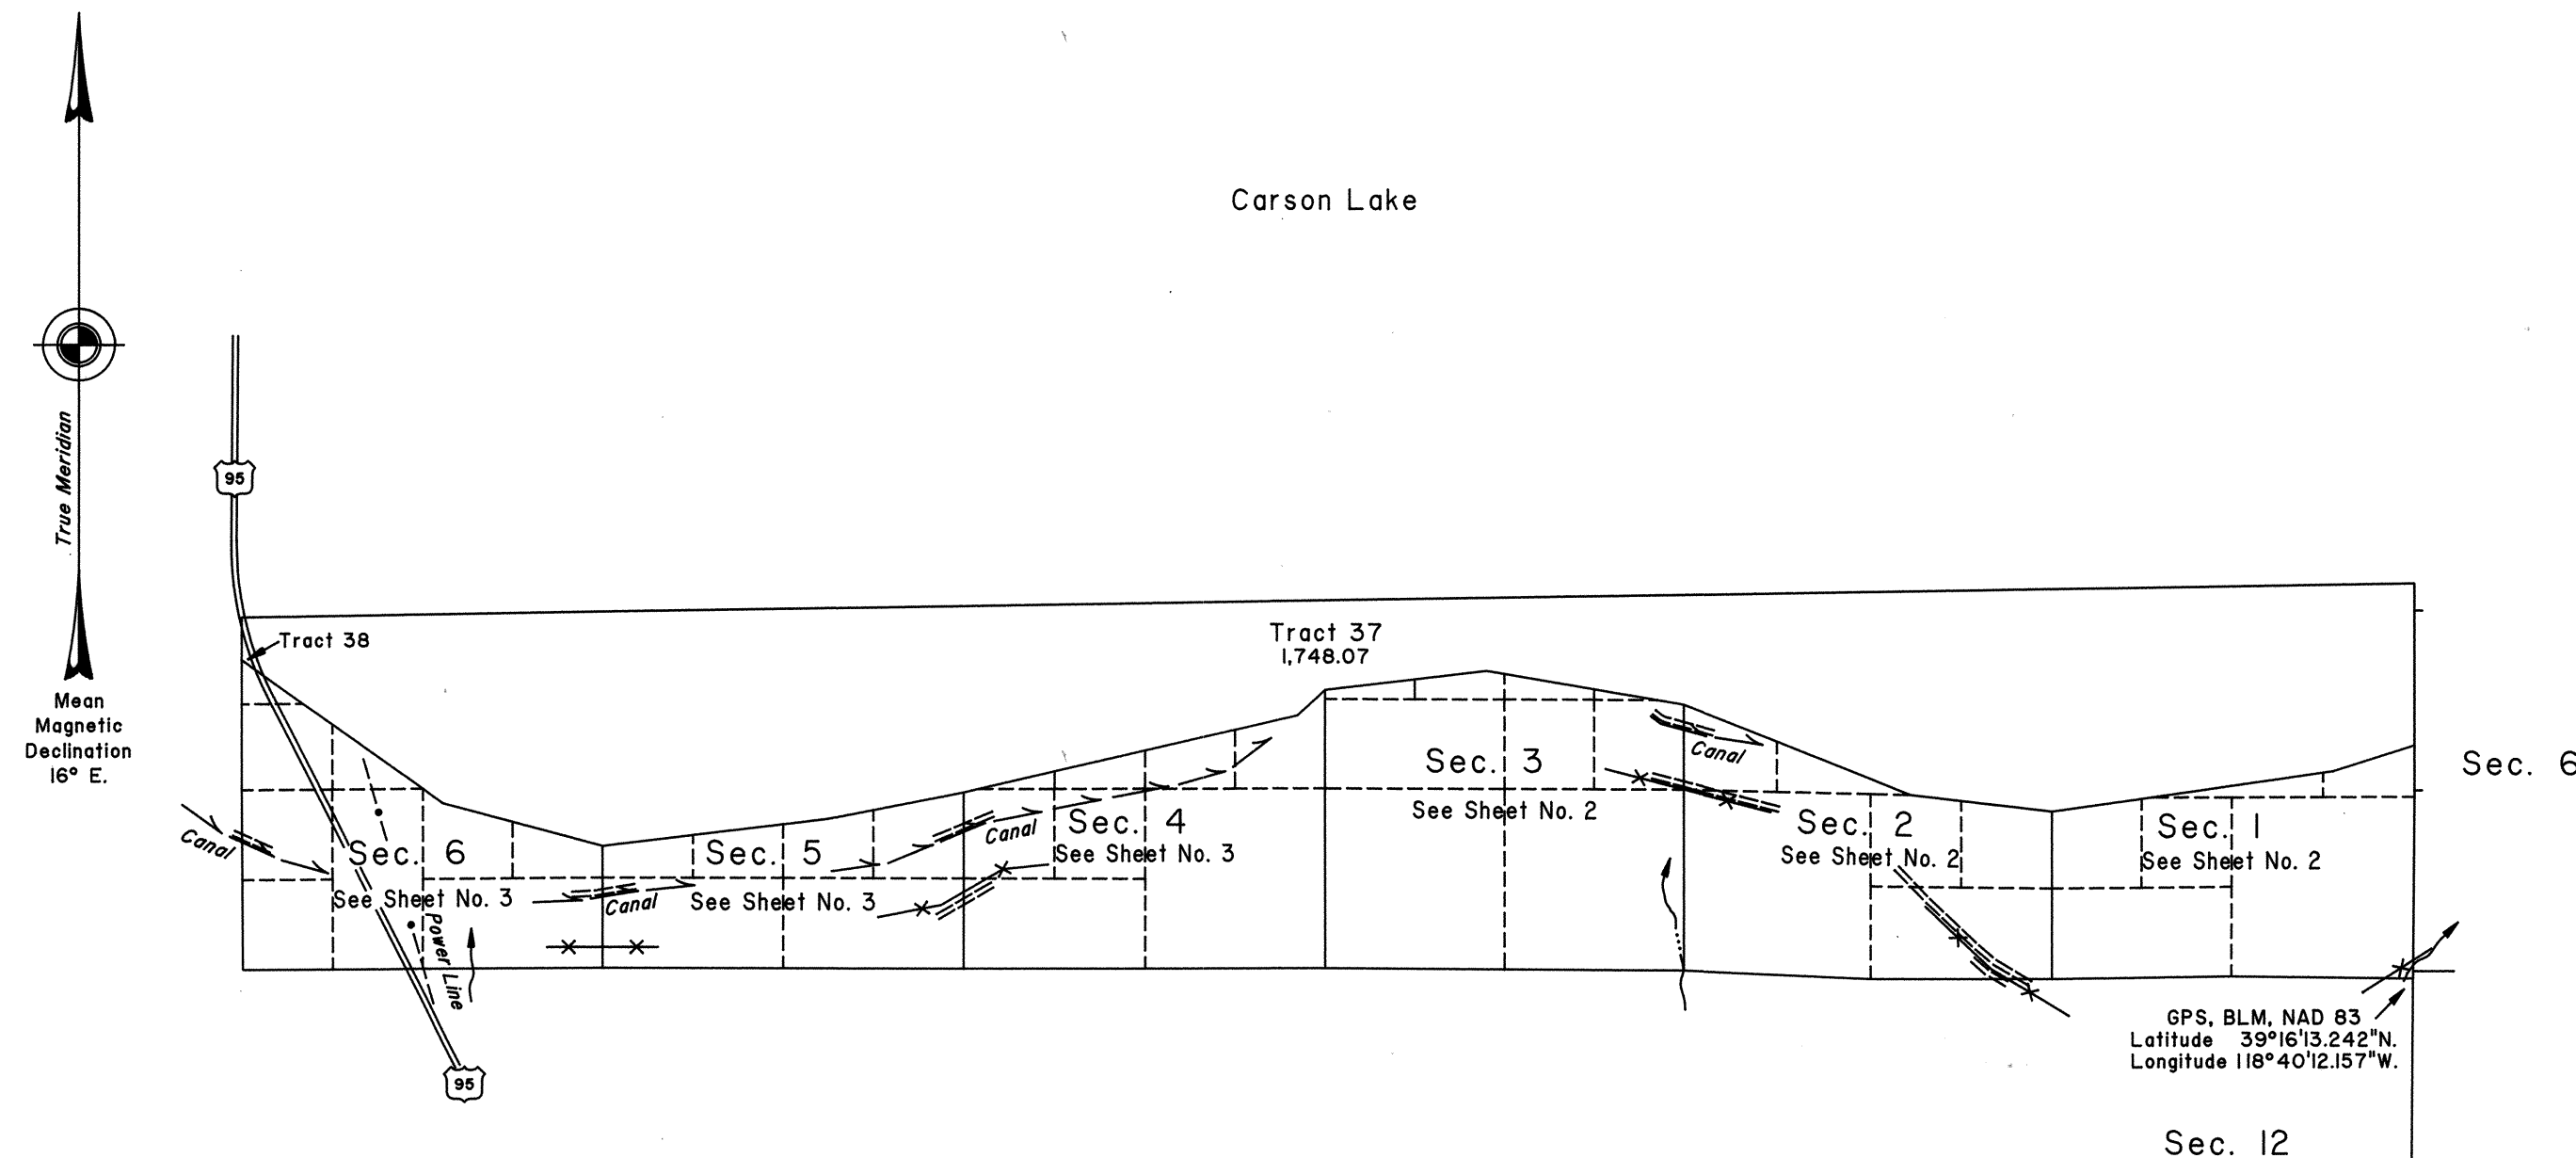 Carson Lake
True Meridian
95
Tract 38
Tract 37
1,748.07
Mean
Magnetic
Declination
16° E.
Sec. 3
See Sheet No. 2
Canal
Sec. 6
Canal
Sec. 6
See Sheet No. 3
Sec. 5
See Sheet No. 3
Canal
Canal
Sec. 4
See Sheet No. 3
Sec. 2
See Sheet No. 2
Sec. 1
See Sheet No. 2
Power Line
95
GPS, BLM, NAD 83
Latitude 39°16'13.242"N.
Longitude 118°40'12.157"W.
Sec. 12